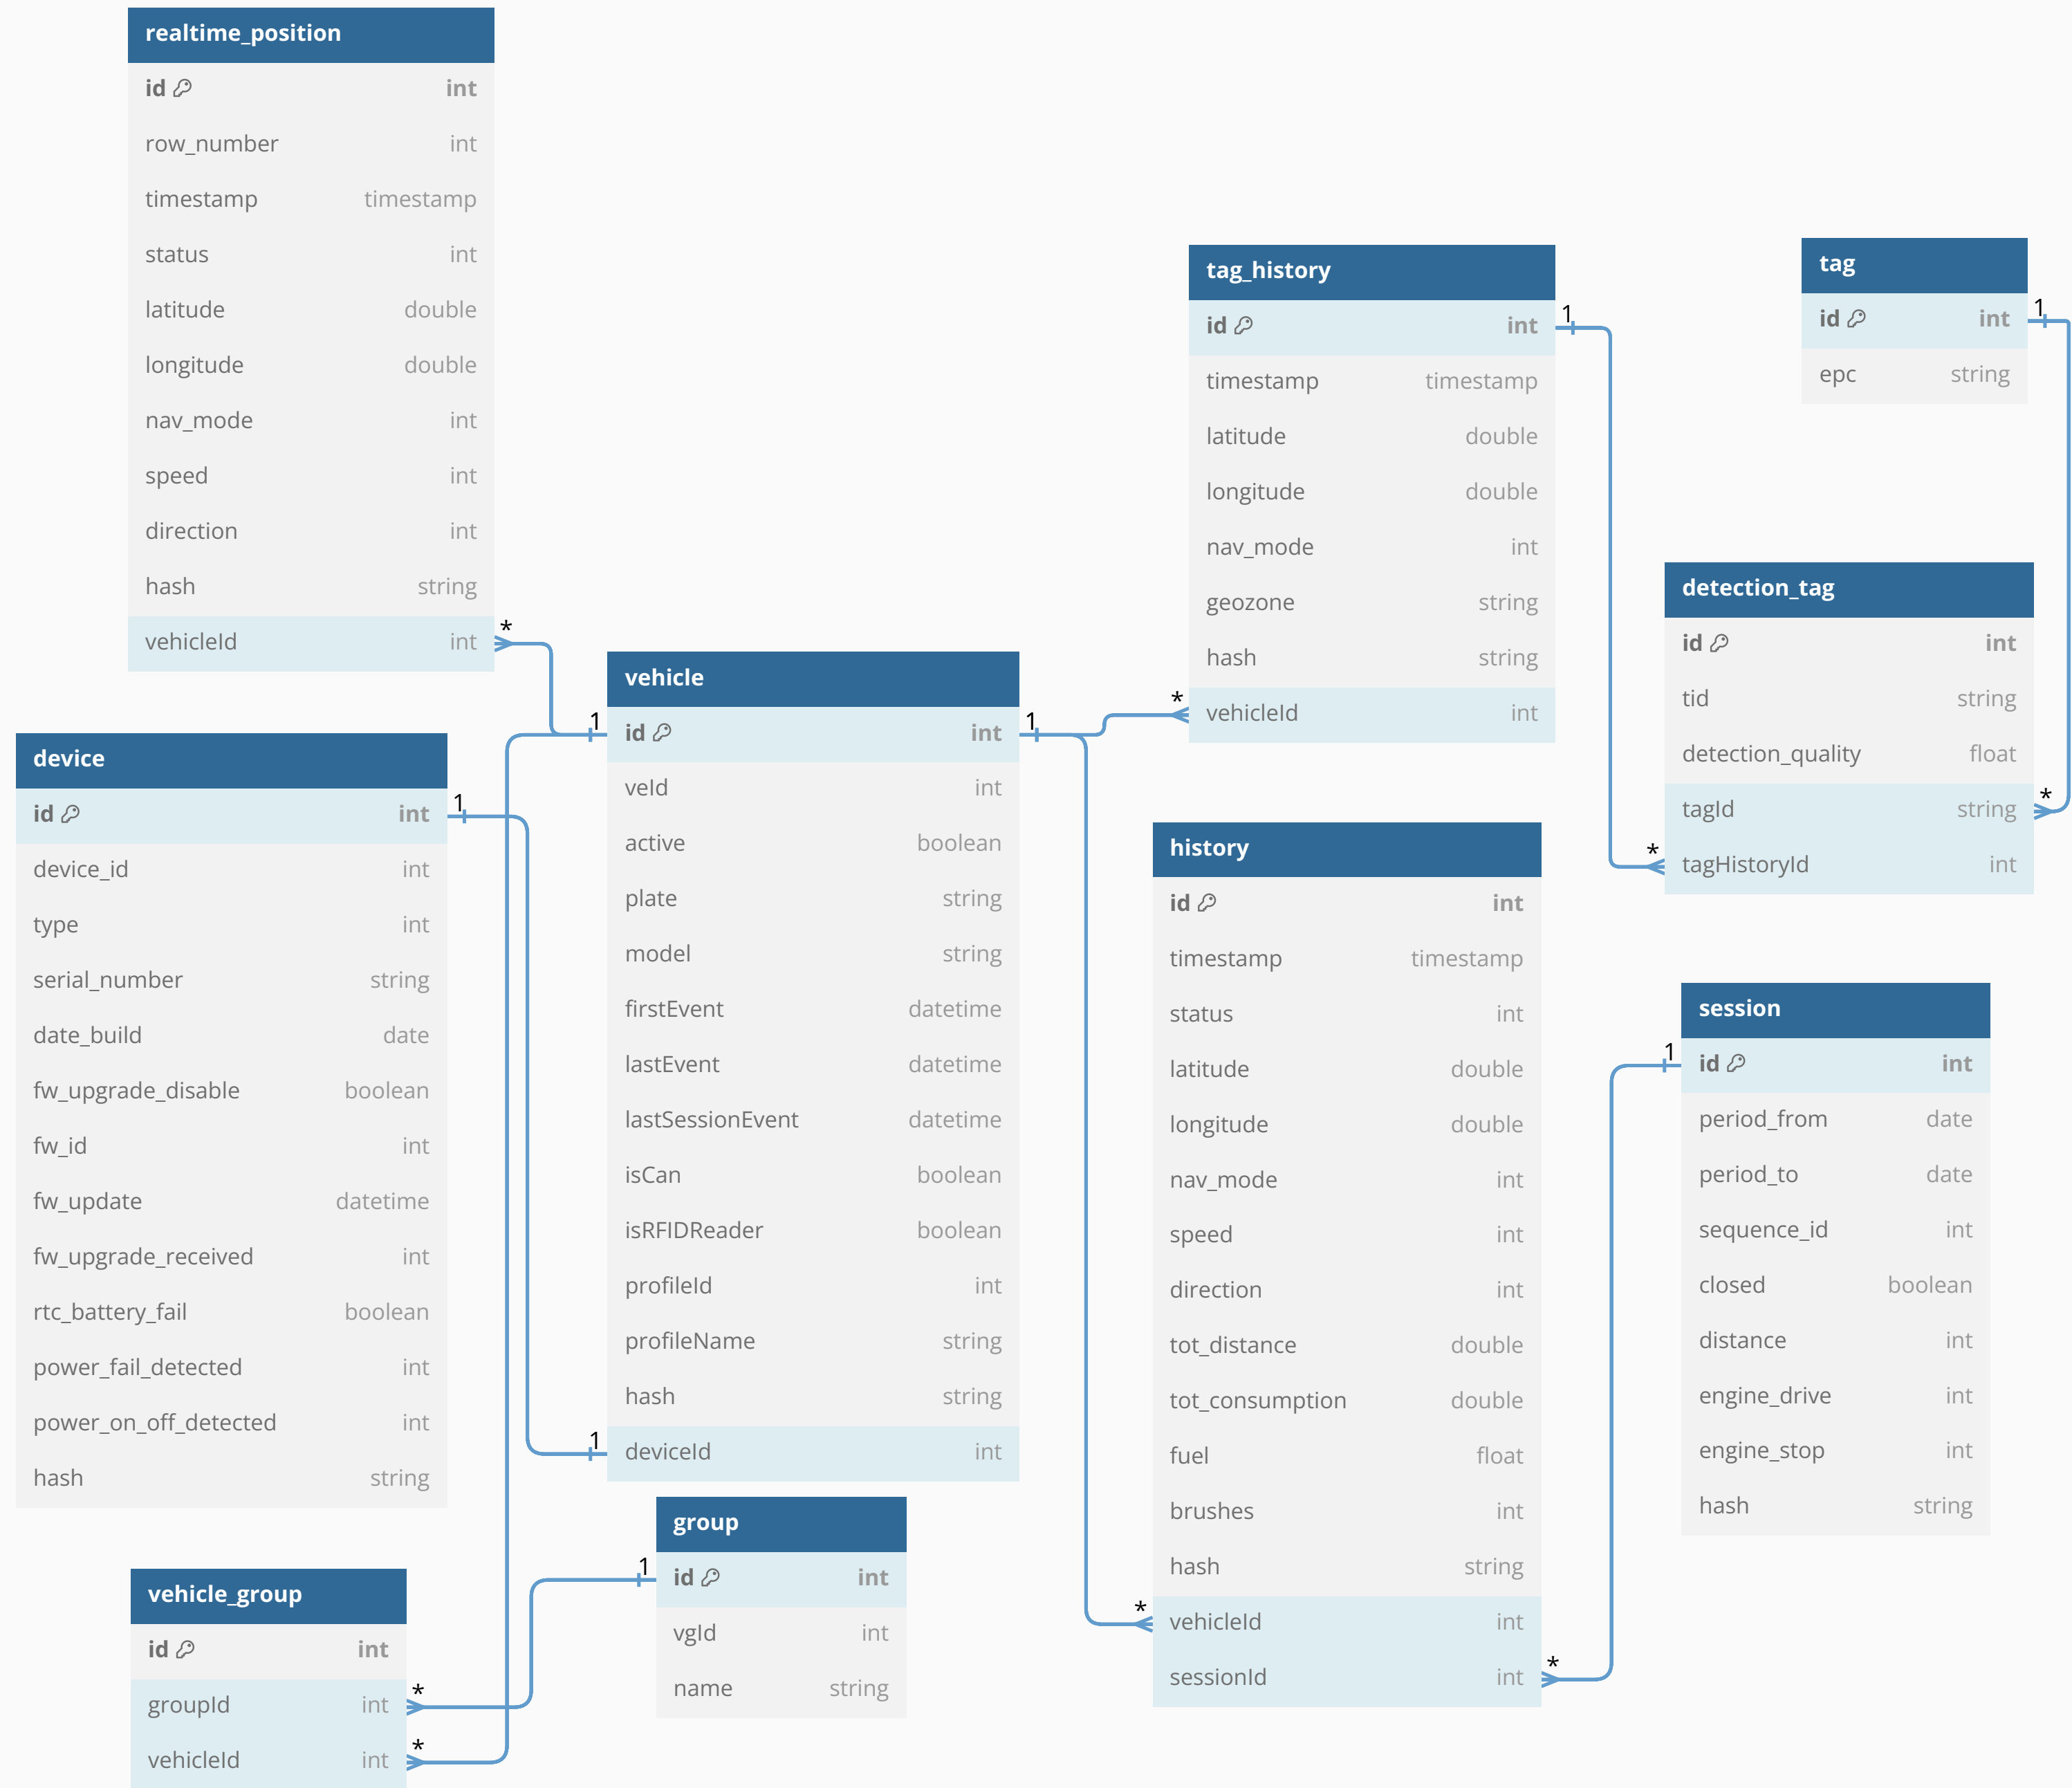 realtime_position
id int
row_number int
timestamp timestamp
status int
latitude double
longitude double
nav_mode int
speed int
direction int
hash string
vehicleId int
*
device
id int
1
device_id int
type int
serial_number string
date_build date
fw_upgrade_disable boolean
fw_id int
fw_update datetime
fw_upgrade_received int
rtc_battery_fail boolean
power_fail_detected int
power_on_off_detected int
hash string
vehicle_group
id int
groupId int
*
vehicleId int
*
vehicle
1
id int
1
veId int
active boolean
plate string
model string
firstEvent datetime
lastEvent datetime
lastSessionEvent datetime
isCan boolean
isRFIDReader boolean
profileId int
profileName string
hash string
1
deviceId int
group
1
id int
vgId int
name string
tag_history
id int
1
timestamp timestamp
latitude double
longitude double
nav_mode int
geozone string
hash string
*
vehicleId int
history
id int
timestamp timestamp
status int
latitude double
longitude double
nav_mode int
speed int
direction int
tot_distance double
tot_consumption double
fuel float
brushes int
hash string
*
vehicleId int
sessionId int
*
tag
id int
1
epc string
detection_tag
id int
tid string
detection_quality float
tagId string
*
*
tagHistoryId int
session
1
id int
period_from date
period_to date
sequence_id int
closed boolean
distance int
engine_drive int
engine_stop int
hash string